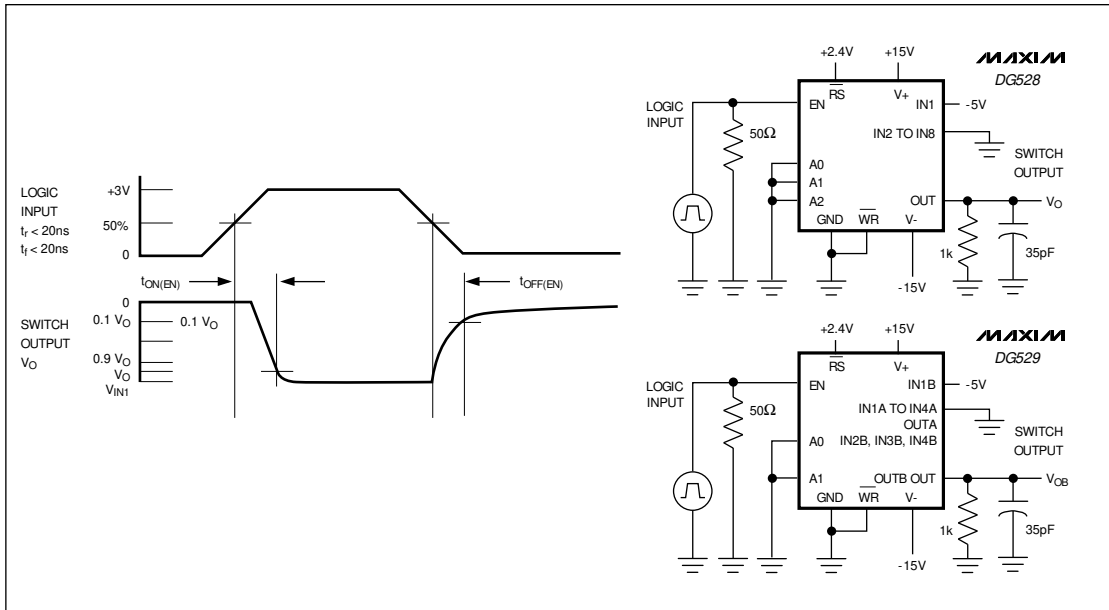 LOGIC
INPUT
tr < 20ns
tf < 20ns
+3V
50%
0
tON(EN)
tOFF(EN)
SWITCH
OUTPUT
VO
0
0.1 VO
0.1 VO
0.9 VO
VO
VIN1
MAXIM
DG528
+2.4V
+15V
RS
V+
LOGIC
INPUT
EN
IN1
-5V
50Ω
IN2 TO IN8
A0
A1
A2
SWITCH
OUTPUT
OUT
VO
GND
WR
V-
1k
35pF
-15V
MAXIM
DG529
+2.4V
+15V
RS
V+
LOGIC
INPUT
EN
IN1B
-5V
50Ω
IN1A TO IN4A
OUTA
IN2B, IN3B, IN4B
A0
A1
SWITCH
OUTPUT
OUTB OUT
VOB
GND
WR
V-
1k
35pF
-15V